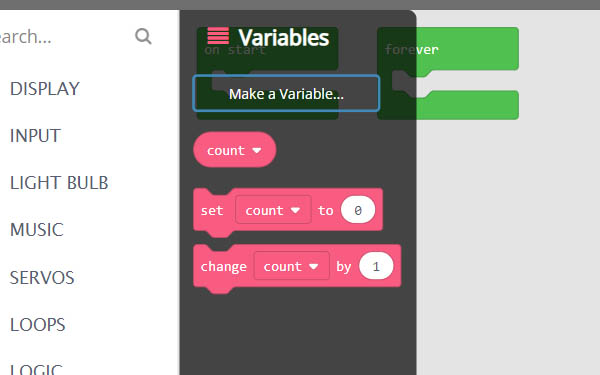 earch...
DISPLAY
INPUT
LIGHT BULB
MUSIC
SERVOS
LOOPS
LOGIC
Variables
on start
forever
Make a Variable...
count
set count to 0
change count by 1